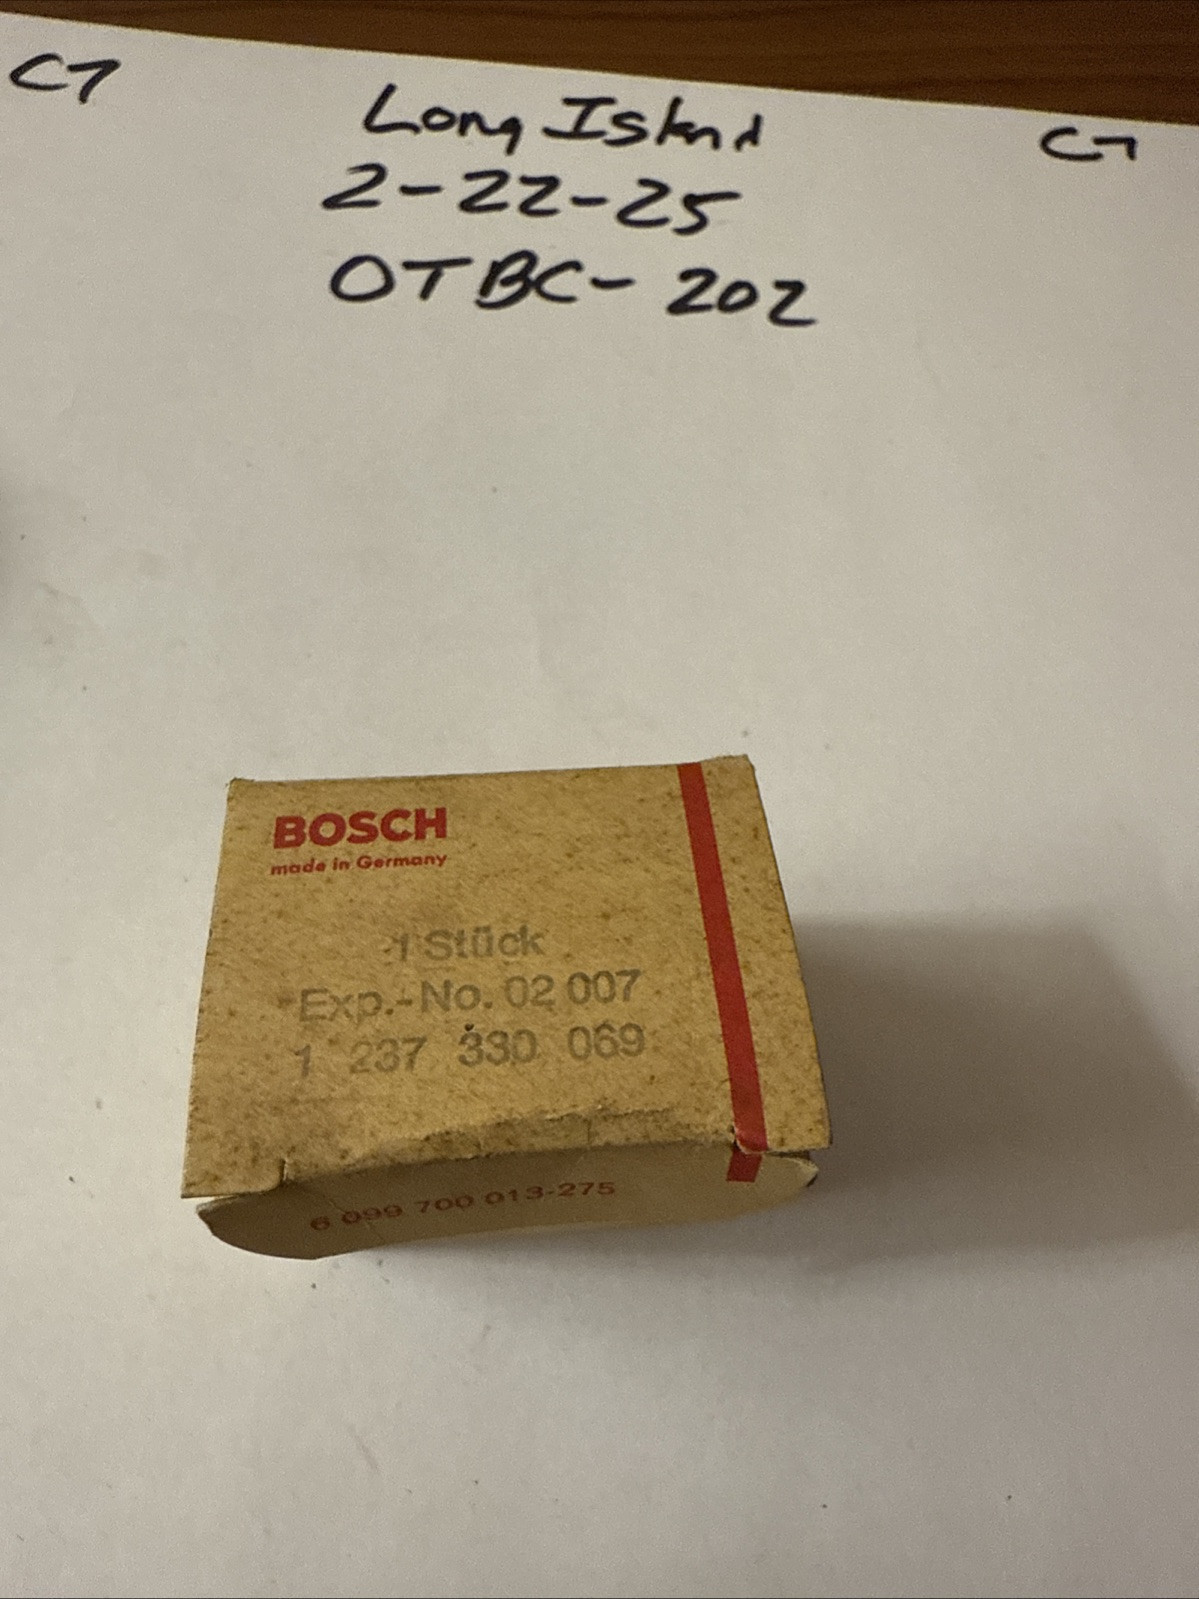 C7
Long Island
C7
2-22-25
OTBC-202
BOSCH
made in Germany
1 Stück
Exp.-No. 02 007
1 237 330 069
6 099 700 013-275